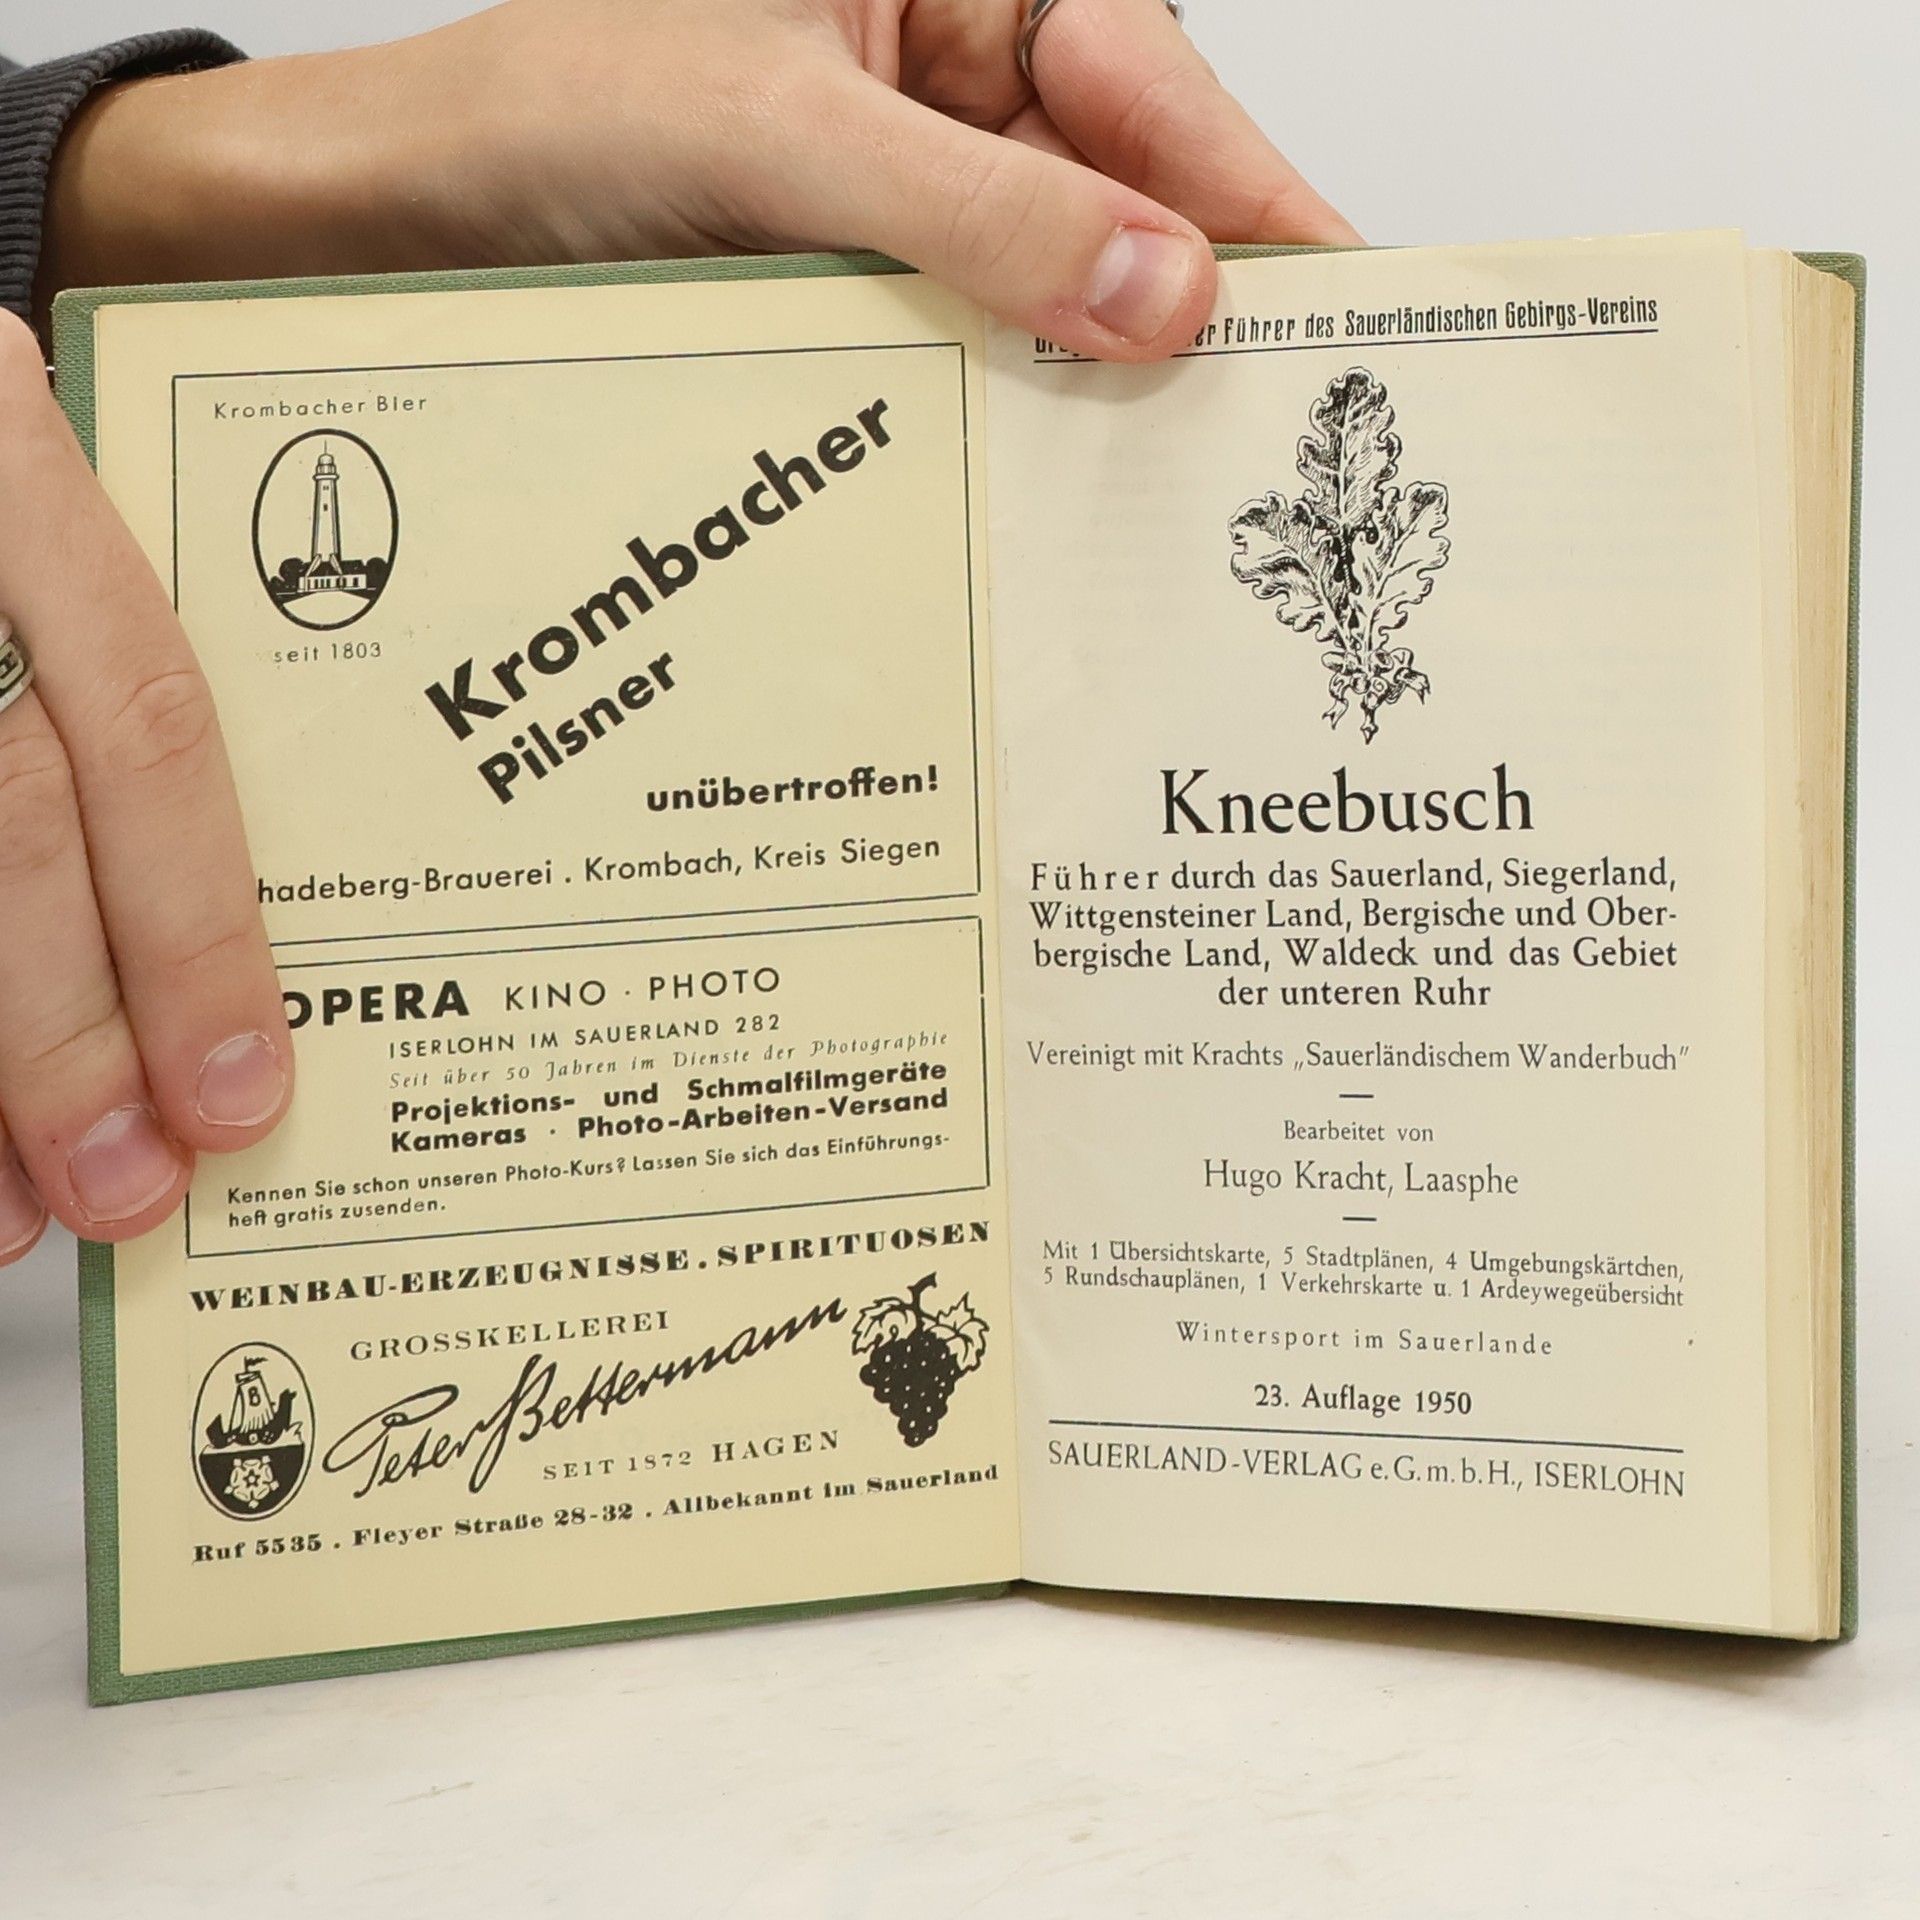 Krombacher Bier
seit 1803
Krombacher
Pilsner
unübertroffen!
hadeberg-Brauerei . Krombach, Kreis Siegen
OPERA KINO · PHOTO
ISERLOHN IM SAUERLAND 282
Seit über 50 Jahren im Dienste der Photographie
Projektions- und Schmalfilmgeräte
Kameras · Photo-Arbeiten-Versand
Kennen Sie schon unseren Photo-Kurs? Lassen Sie sich das Einführungs-
heft gratis zusenden.
WEINBAU-ERZEUGNISSE . SPIRITUOSEN
GROSSKELLEREI
B
Peter Bettermann
SEIT 1872 HAGEN
Ruf 5535 . Fleyer Straße 28-32 . Allbekannt im Sauerland
er Führer des Sauerländischen Gebirgs-Vereins
Kneebusch
Führer durch das Sauerland, Siegerland,
Wittgensteiner Land, Bergische und Ober-
bergische Land, Waldeck und das Gebiet
der unteren Ruhr
Vereinigt mit Krachts „Sauerländischem Wanderbuch"
Bearbeitet von
Hugo Kracht, Laasphe
Mit 1 Übersichtskarte, 5 Stadtplänen, 4 Umgebungskärtchen,
5 Rundschauplänen, 1 Verkehrskarte u. 1 Ardeywegeübersicht
Wintersport im Sauerlande
23. Auflage 1950
SAUERLAND-VERLAG e.G.m.b.H., ISERLOHN